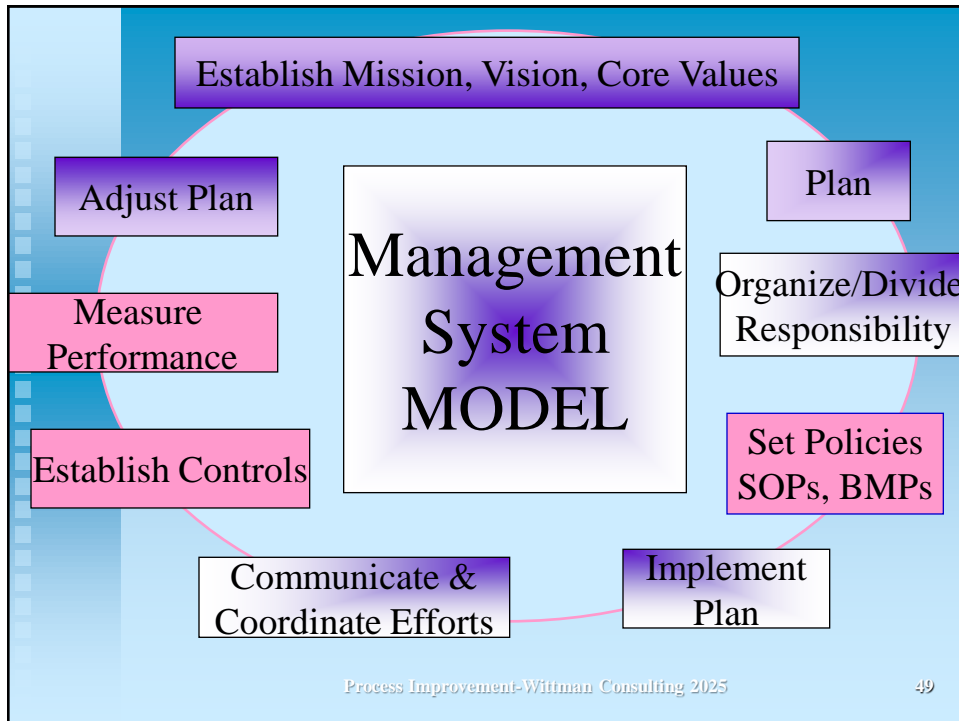 Establish Mission, Vision, Core Values
Plan
Organize/Divide
Responsibility
Set Policies
SOPs, BMPs
Implement
Plan
Communicate &
Coordinate Efforts
Establish Controls
Measure
Performance
Adjust Plan
Management
System
MODEL
Process Improvement-Wittman Consulting 2025
49